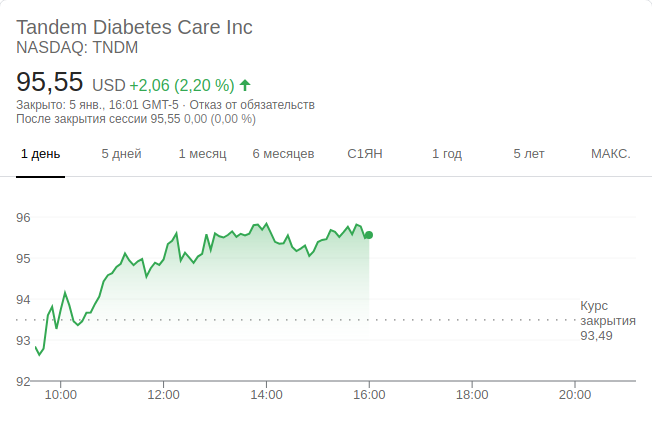 Tandem Diabetes Care Inc
NASDAQ: TNDM
95,55 USD +2,06 (2,20 %)
Закрыто: 5 янв., 16:01 GMT-5 · Отказ от обязательств
После закрытия сессии 95,55 0,00 (0,00 %)
1 день 5 дней 1 месяц 6 месяцев С1ЯН 1 год 5 лет МАКС.
96
95
94
Курс
закрытия
93,49
93
92
10:00 12:00 14:00 16:00 18:00 20:00